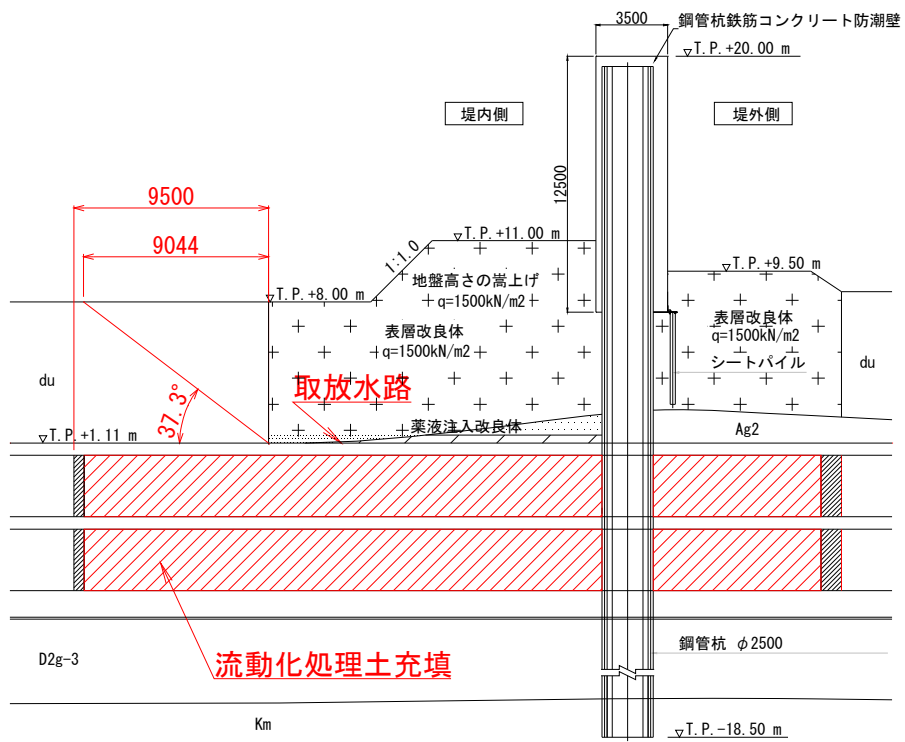 3500
鋼管杭鉄筋コンクリート防潮壁
▽T.P.+20.00 m
堤内側
堤外側
12500
9500
9044
▽T.P.+11.00 m
1:1.0
▽T.P.+9.50 m
地盤高さの嵩上げ
q=1500kN/m2
▽T.P.+8.00 m
表層改良体
q=1500kN/m2
表層改良体
q=1500kN/m2
シートパイル
du
du
37.3°
取放水路
薬液注入改良体
Ag2
▽T.P.+1.11 m
鋼管杭 φ2500
D2g-3
流動化処理土充填
Km
▽T.P.-18.50 m